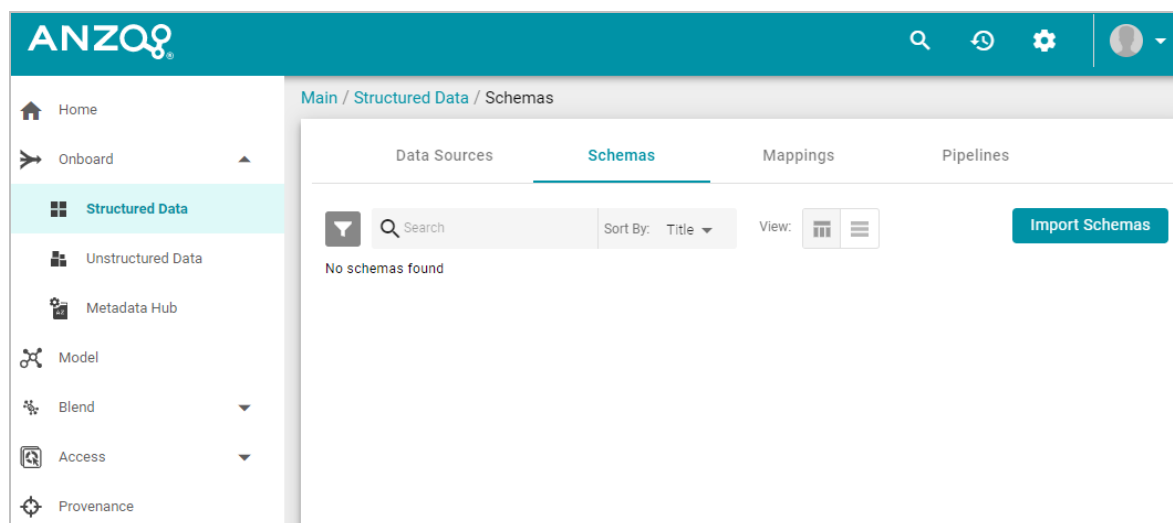 ANZO®
Home
Onboard
Structured Data
Unstructured Data
Metadata Hub
Model
Blend
Access
Provenance
Main / Structured Data / Schemas
Data Sources Schemas Mappings Pipelines
Search Sort By: Title View: Import Schemas
No schemas found